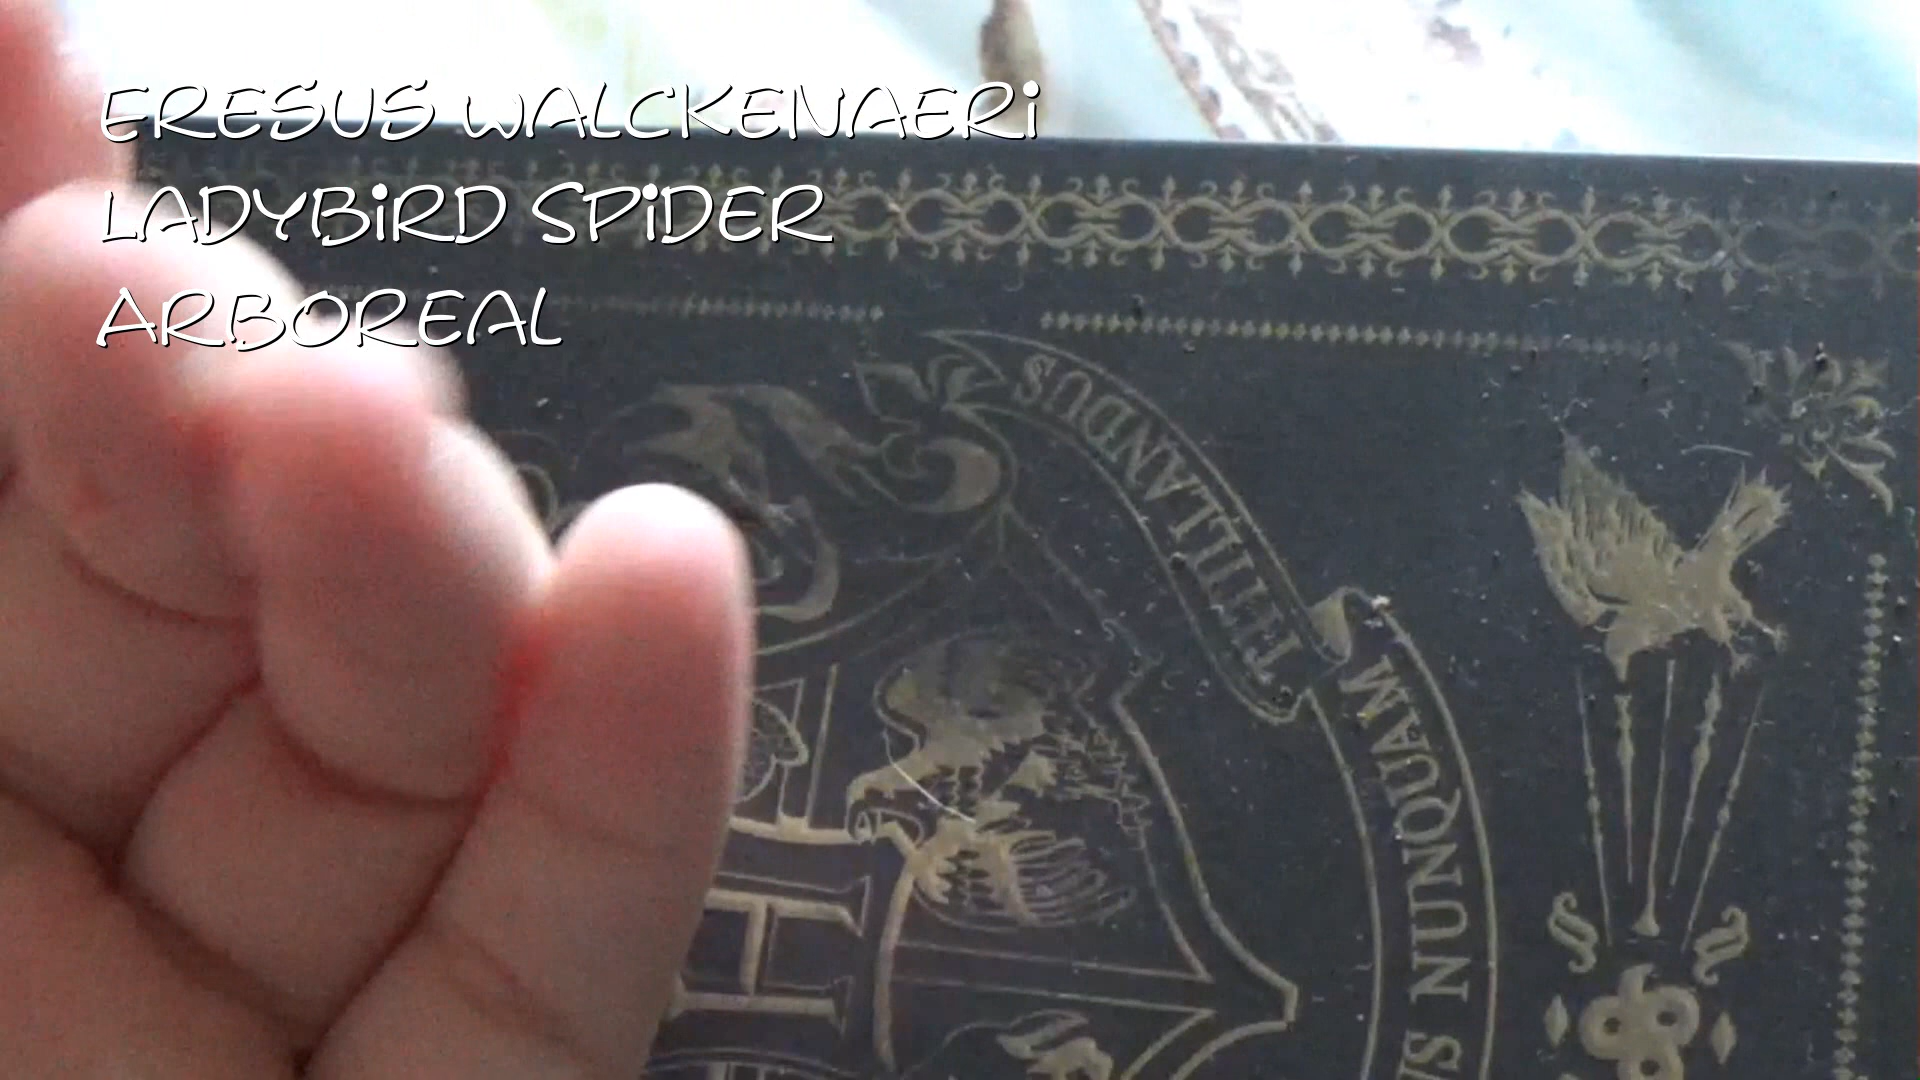 ERESUS WALCKENAERi
LADYBiRD SPiDER
ARBOREAL
TITILLANDUS
NUNQUAM
H